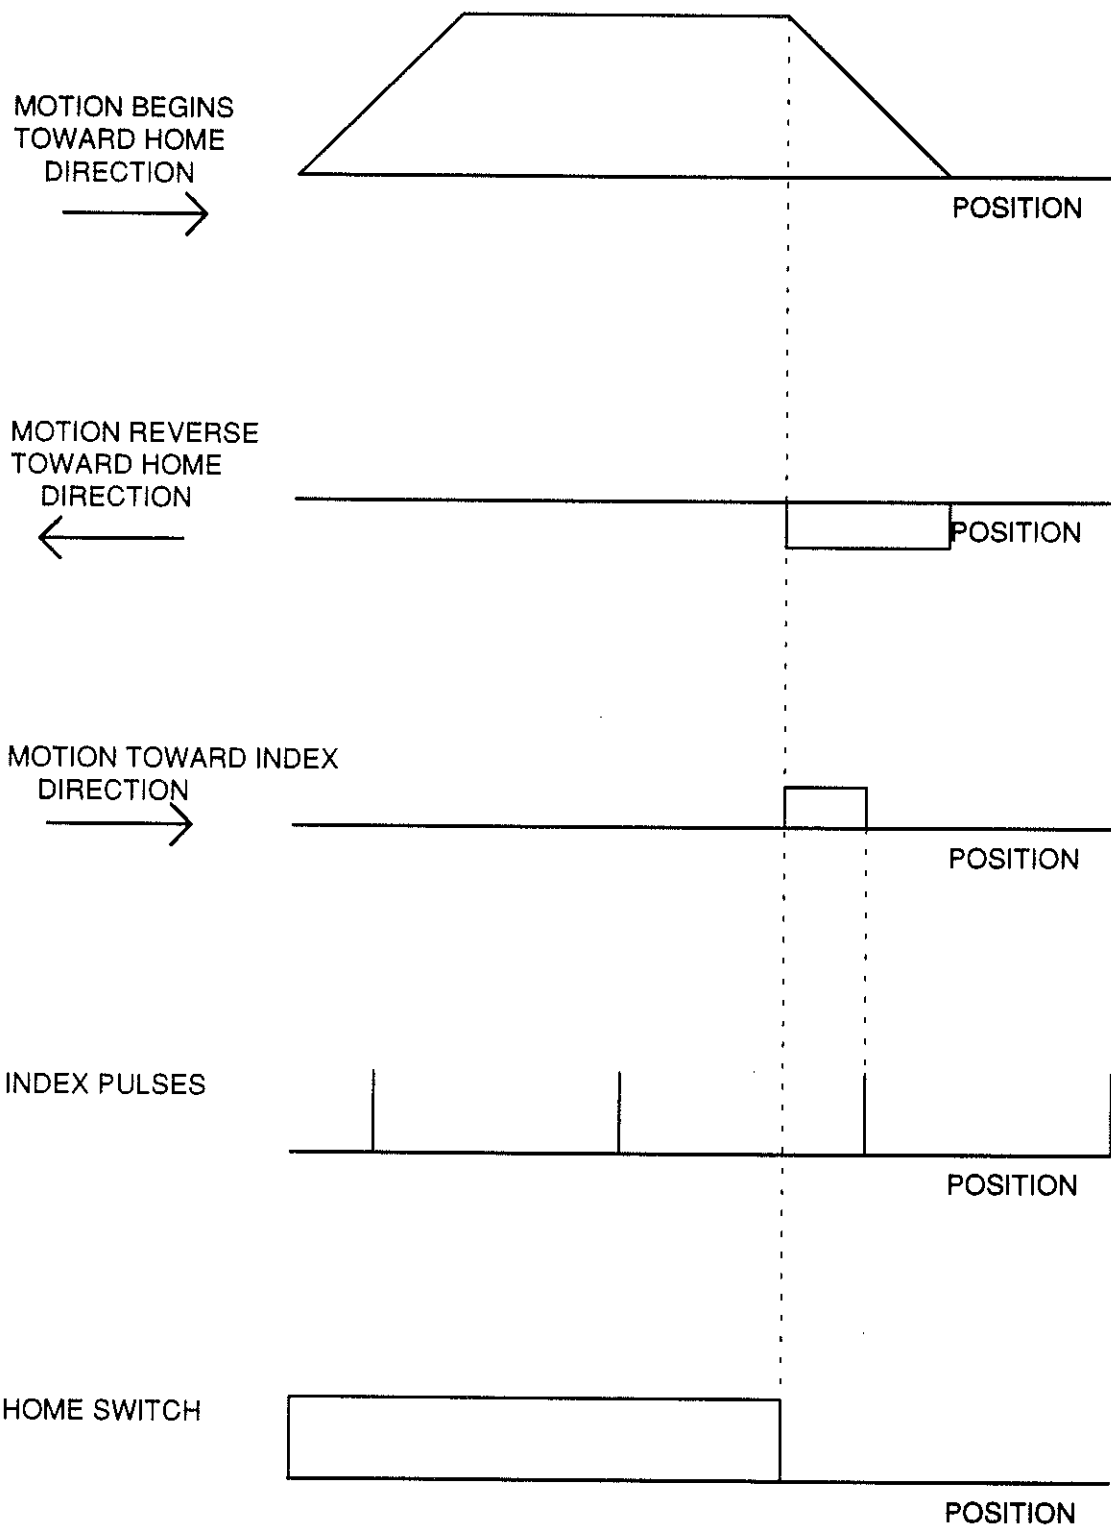 MOTION BEGINS
TOWARD HOME
DIRECTION
POSITION
MOTION REVERSE
TOWARD HOME
DIRECTION
POSITION
MOTION TOWARD INDEX
DIRECTION
POSITION
INDEX PULSES
POSITION
HOME SWITCH
POSITION